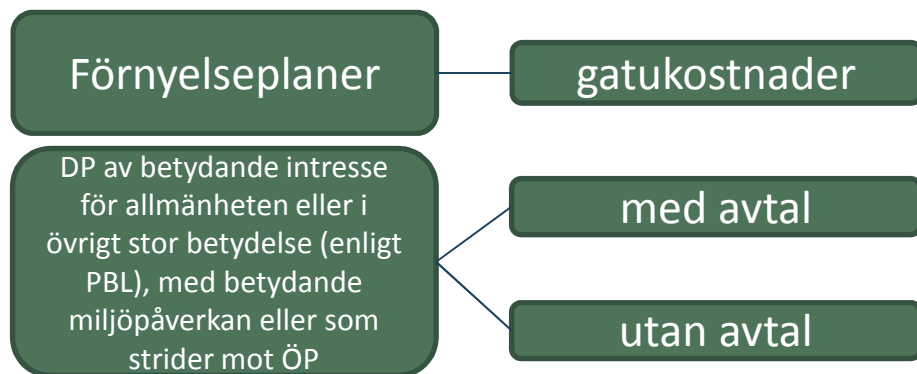 Förnyelseplaner
gatukostnader
DP av betydande intresse
för allmänheten eller i
övrigt stor betydelse (enligt
PBL), med betydande
miljöpåverkan eller som
strider mot ÖP
med avtal
utan avtal